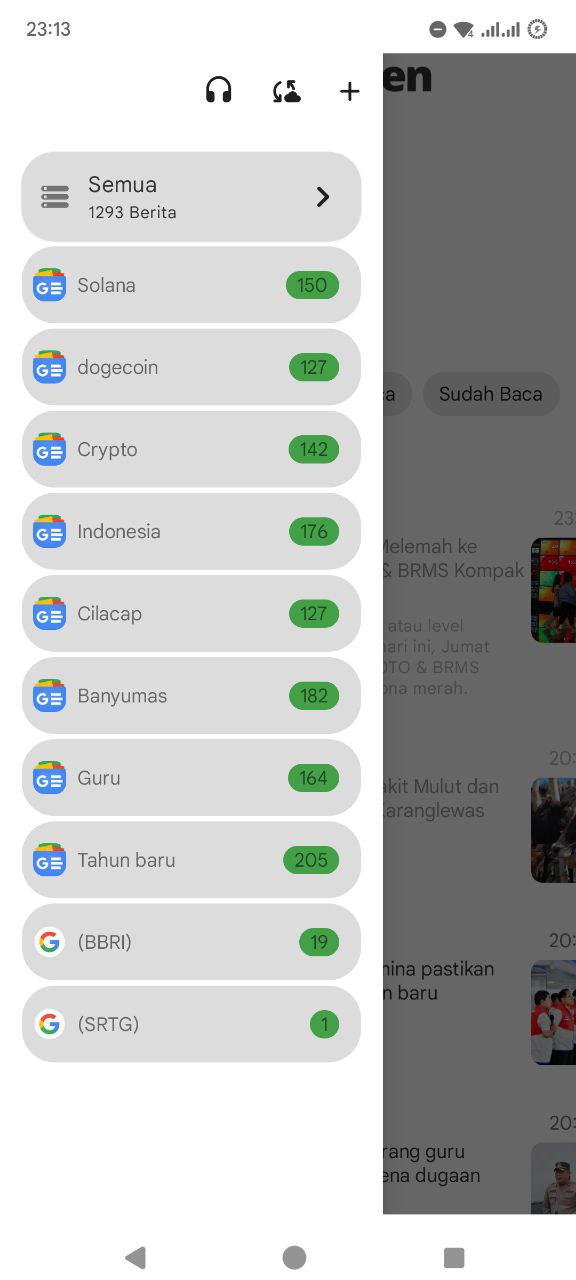 23:13
4
en
Semua
1293 Berita
Solana
150
dogecoin
127
Crypto
142
Indonesia
176
Cilacap
127
Banyumas
182
Guru
164
Tahun baru
205
(BBRI)
19
(SRTG)
1
Sudah Baca
Melemah ke
& BRMS Kompak
atau level
hari ini, Jumat
OTO & BRMS
ona merah.
20:
akit Mulut dan
Karanglewas
20:
mina pastikan
n baru
20:
rang guru
ena dugaan